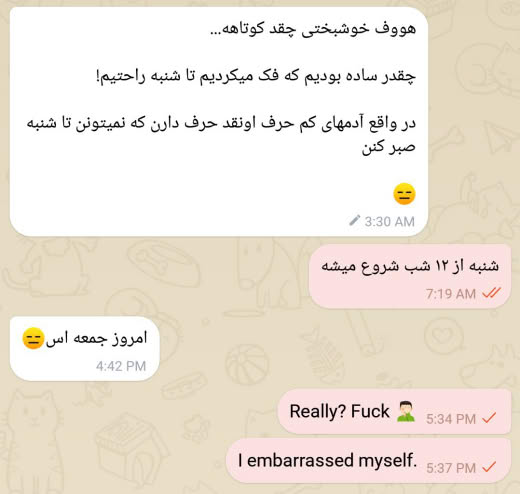 هووف خوشبختی چقد کوتاهه...
چقدر ساده بودیم که فک میکردیم تا شنبه راحتیم!
در واقع آدمهای کم حرف اونقد حرف دارن که نمیتونن تا شنبه
صبر کنن
😑
3:30 AM
شنبه از ۱۲ شب شروع میشه
7:19 AM
امروز جمعه اس😑
4:42 PM
Really? Fuck 🤦‍♂️ 5:34 PM
I embarrassed myself. 5:37 PM